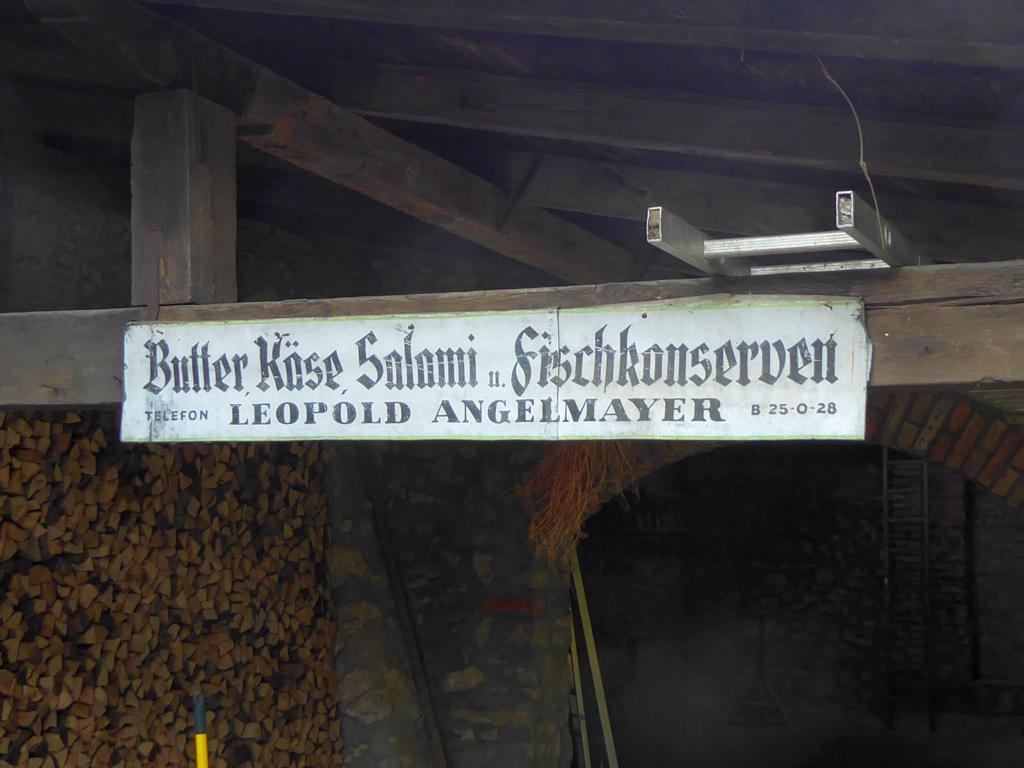 Butter, Käse, Salami u. Fischkonserven
TELEFON LEOPOLD ANGELMAYER B 25-0-28